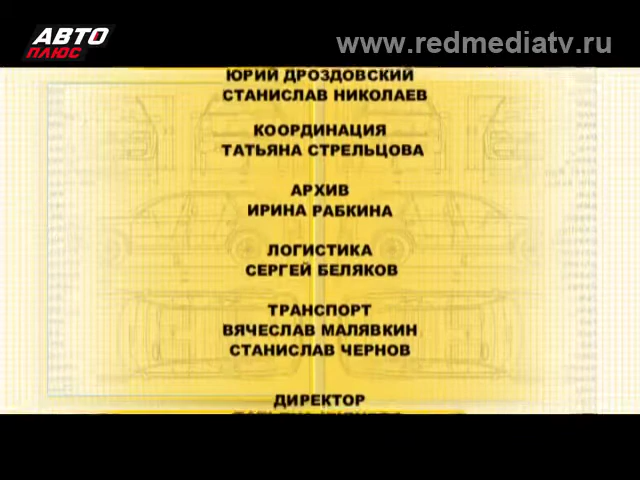 АВТО
ПЛЮС
www.redmediatv.ru
ЮРИЙ ДРОЗДОВСКИЙ
СТАНИСЛАВ НИКОЛАЕВ
КООРДИНАЦИЯ
ТАТЬЯНА СТРЕЛЬЦОВА
АРХИВ
ИРИНА РАБКИНА
ЛОГИСТИКА
СЕРГЕЙ БЕЛЯКОВ
ТРАНСПОРТ
ВЯЧЕСЛАВ МАЛЯВКИН
СТАНИСЛАВ ЧЕРНОВ
ДИРЕКТОР